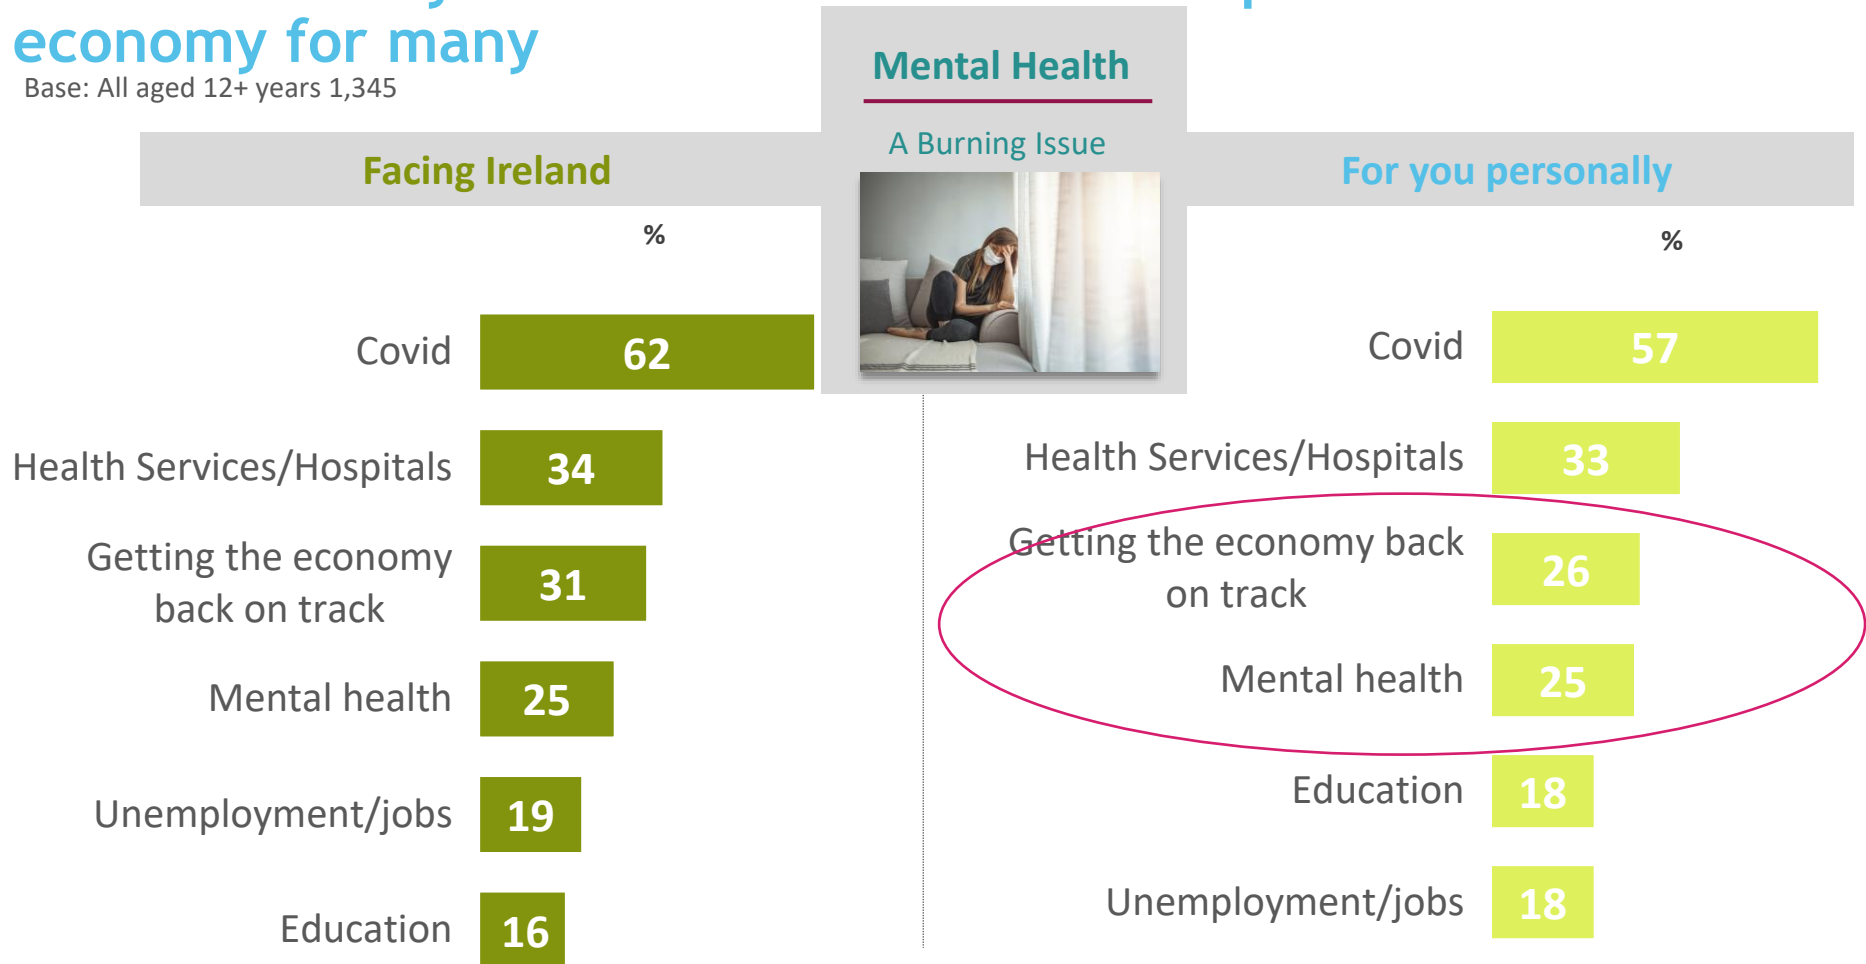 economy for many
Base: All aged 12+ years 1,345
Mental Health
A Burning Issue
Facing Ireland
%
Covid
62
Health Services/Hospitals
34
Getting the economy
back on track
31
Mental health
25
Unemployment/jobs
19
Education
16
For you personally
%
Covid
57
Health Services/Hospitals
33
Getting the economy back
on track
26
Mental health
25
Education
18
Unemployment/jobs
18